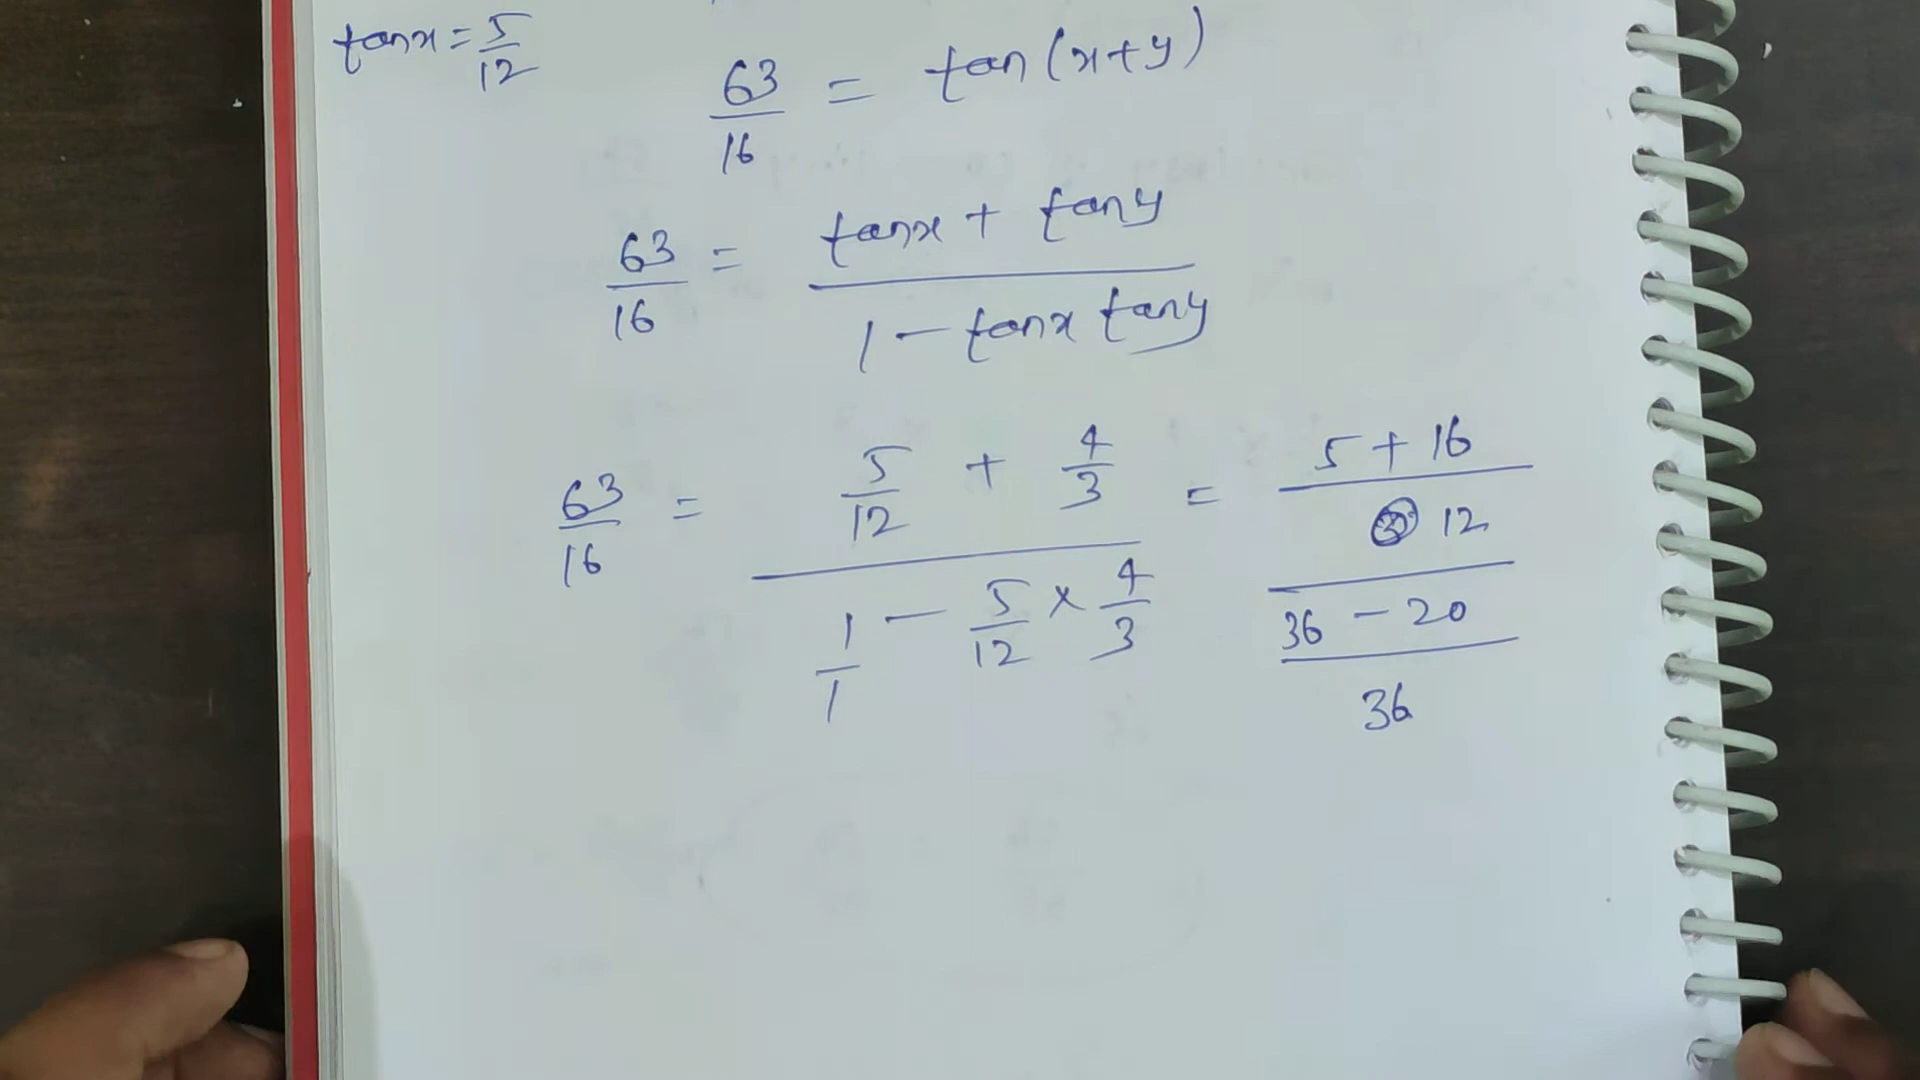 tanx = 5/12
63/16 = tan(x+y)
63/16 = (tanx + tany)/(1 - tanx tany)
63/16 = (5/12 + 4/3)/(1/1 - 5/12 × 4/3) = ((5+16)/12)/((36-20)/36)